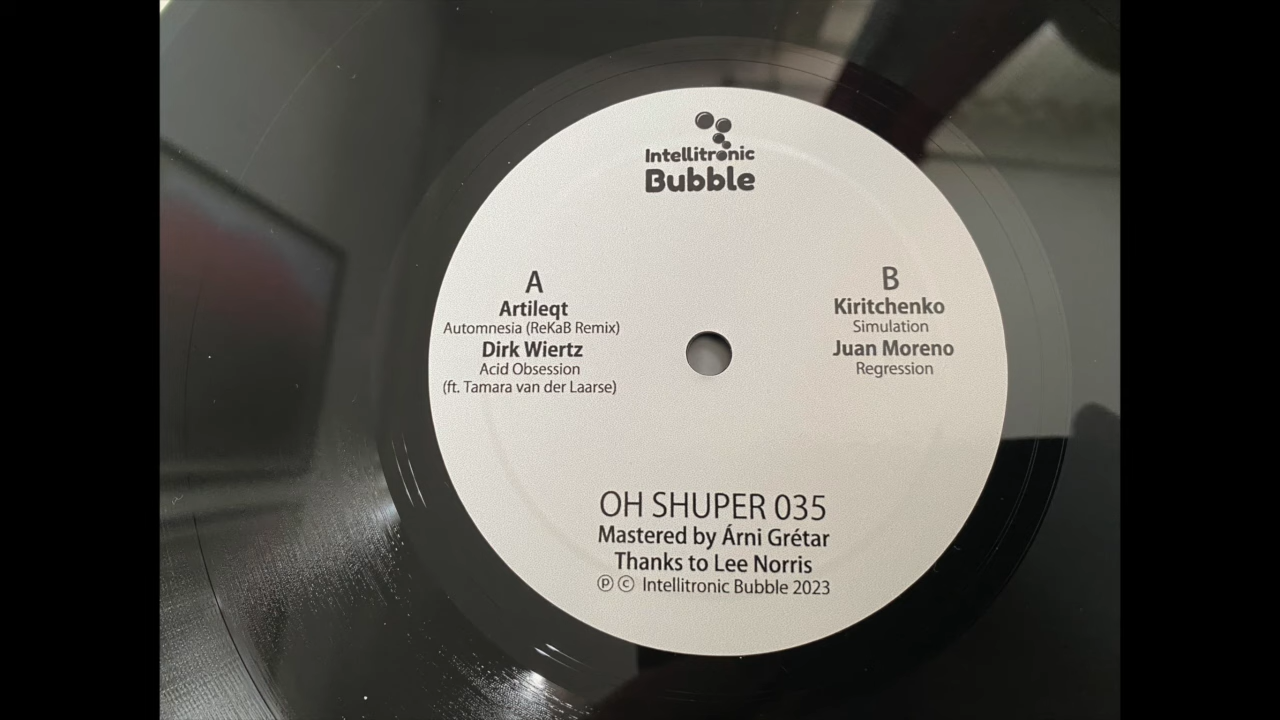 Intellitronic
Bubble
A
Artileqt
Automnesia (ReKaB Remix)
Dirk Wiertz
Acid Obsession
(ft. Tamara van der Laarse)
B
Kiritchenko
Simulation
Juan Moreno
Regression
OH SHUPER 035
Mastered by Árni Grétar
Thanks to Lee Norris
℗ © Intellitronic Bubble 2023